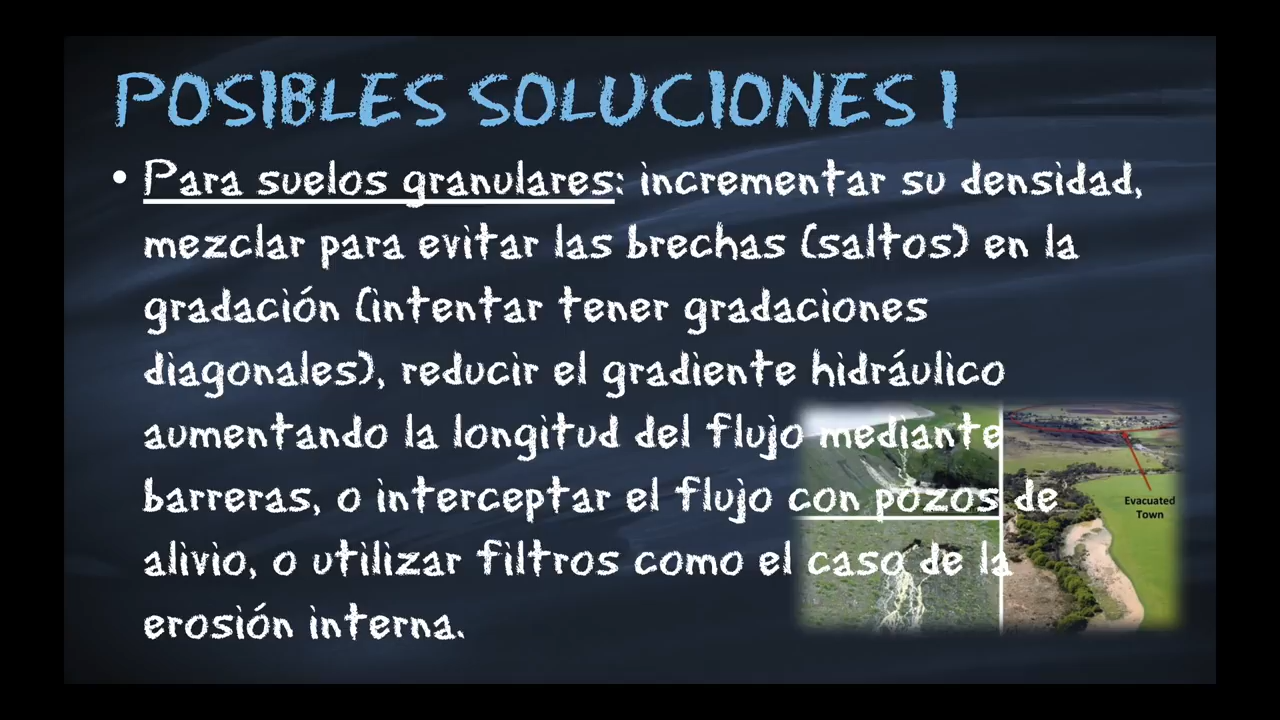 POSIBLES SOLUCIONES I
• Para suelos granulares: incrementar su densidad,
mezclar para evitar las brechas (saltos) en la
gradación (intentar tener gradaciones
diagonales), reducir el gradiente hidráulico
aumentando la longitud del flujo mediante
barreras, o interceptar el flujo con pozos de
alivio, o utilizar filtros como el caso de la
erosión interna.
Evacuated
Town